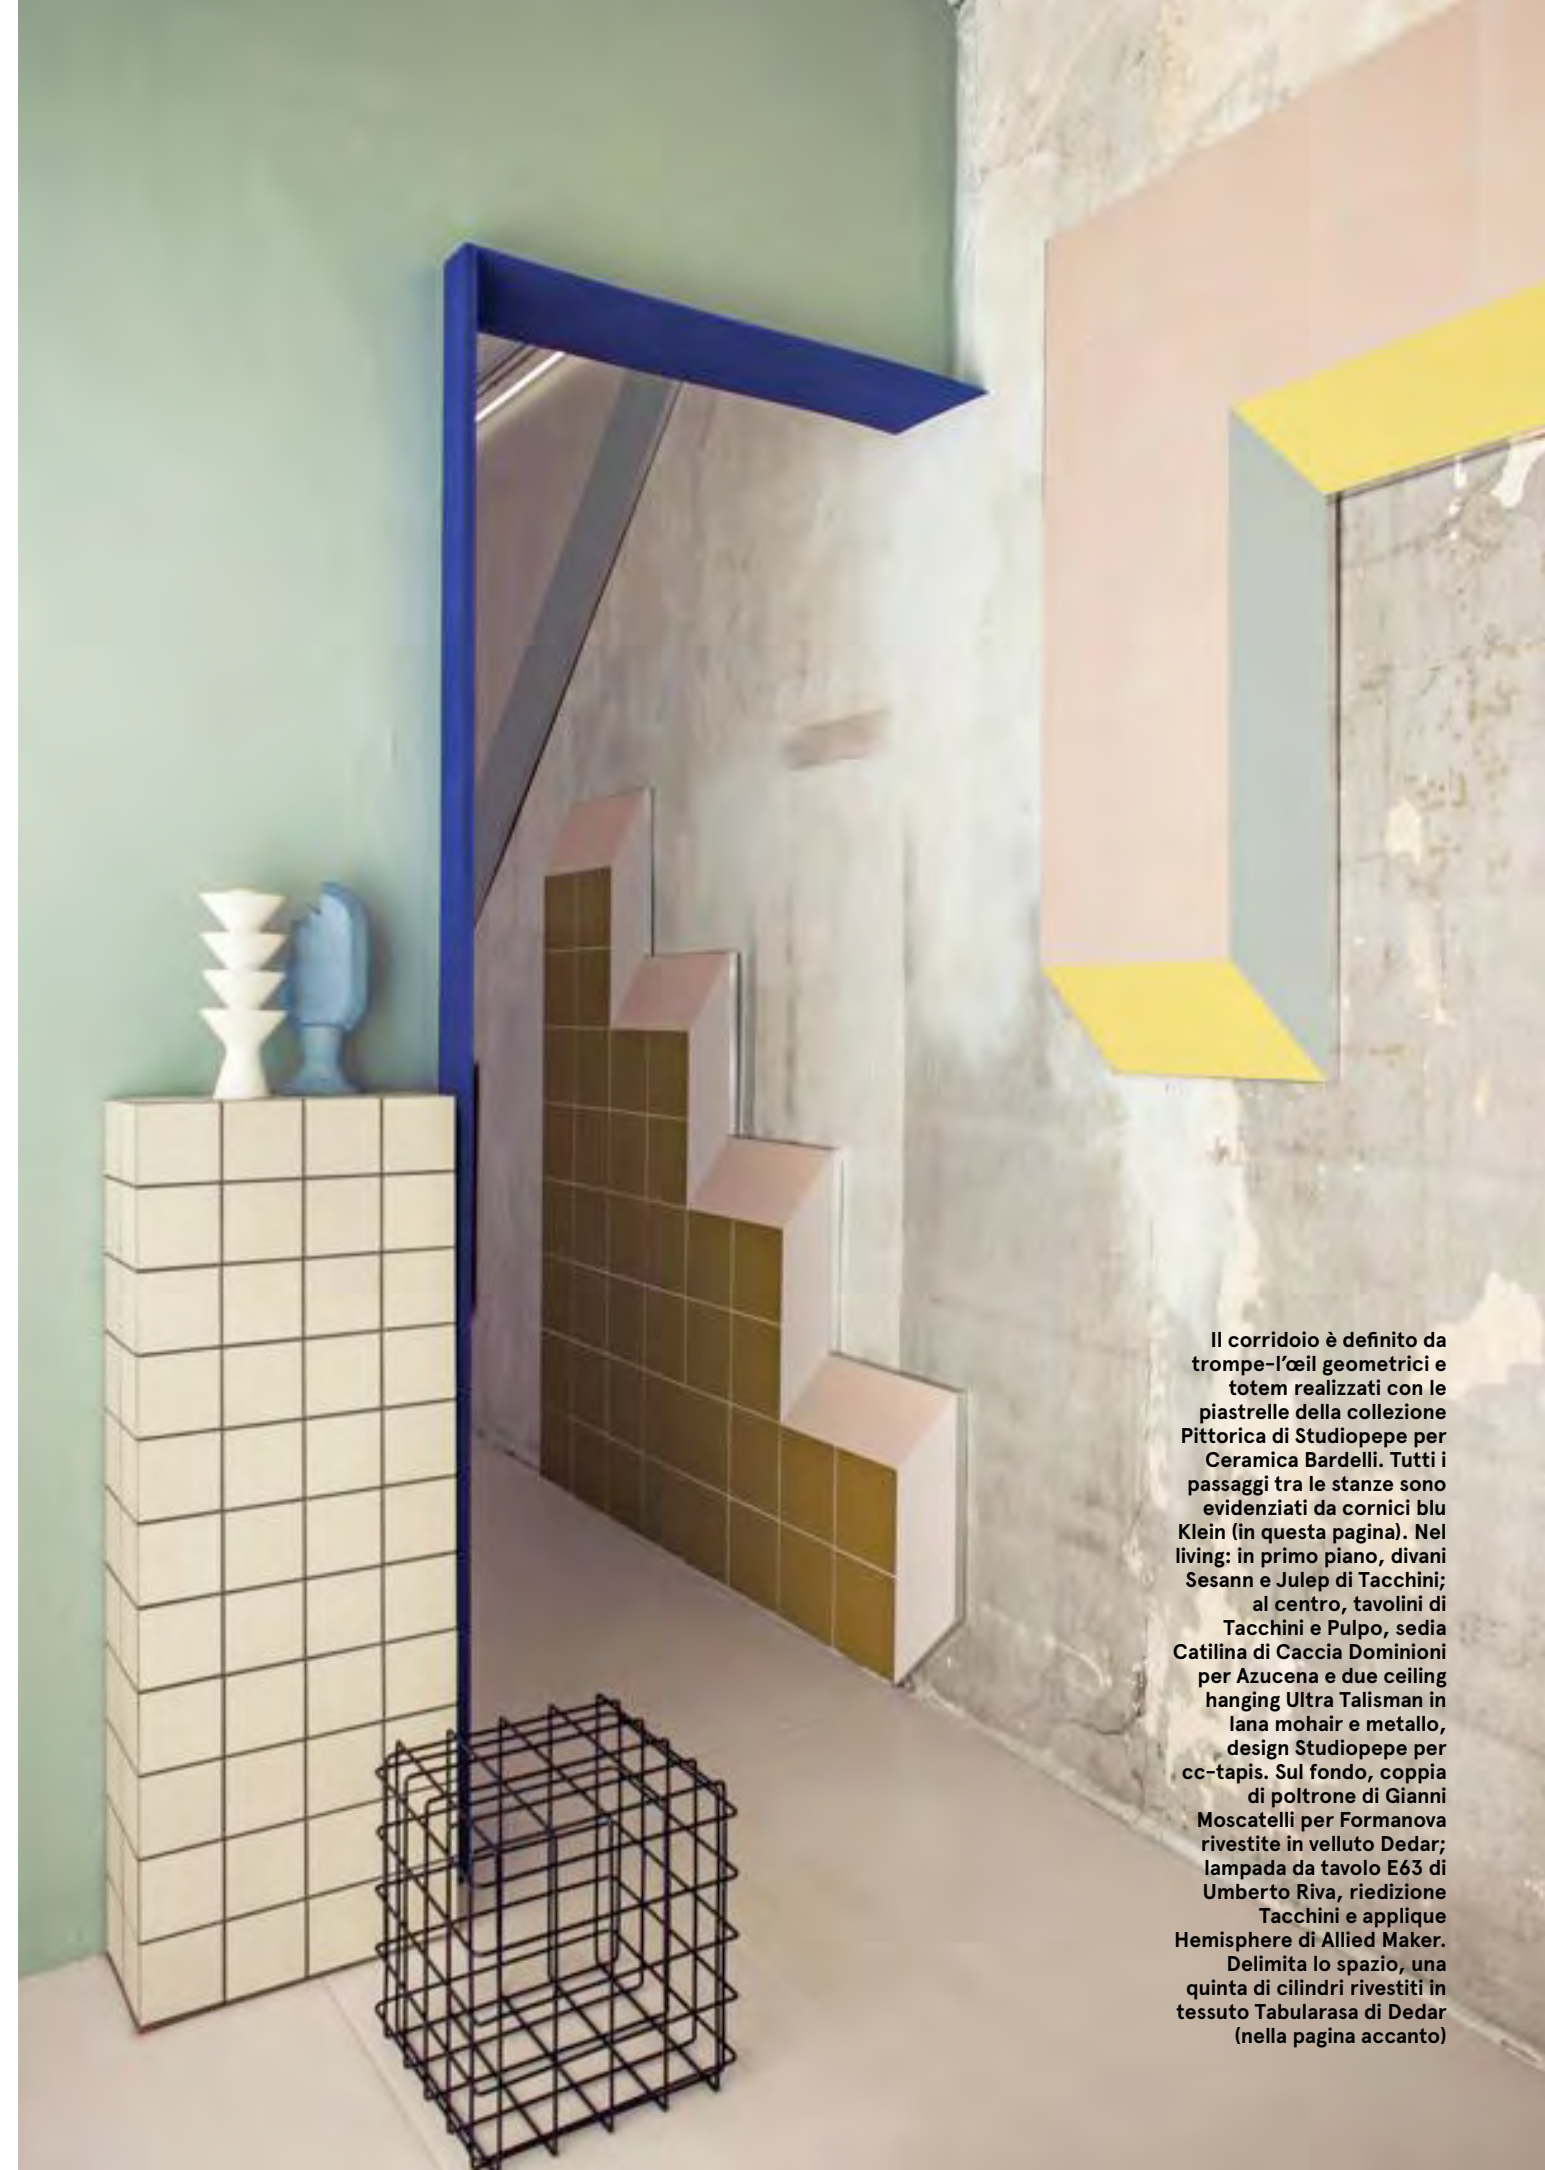 Il corridoio è definito da
trompe-l'œil geometrici e
totem realizzati con le
piastrelle della collezione
Pittorica di Studiopepe per
Ceramica Bardelli. Tutti i
passaggi tra le stanze sono
evidenziati da cornici blu
Klein (in questa pagina). Nel
living: in primo piano, divani
Sesann e Julep di Tacchini;
al centro, tavolini di
Tacchini e Pulpo, sedia
Catilina di Caccia Dominioni
per Azucena e due ceiling
hanging Ultra Talisman in
lana mohair e metallo,
design Studiopepe per
cc-tapis. Sul fondo, coppia
di poltrone di Gianni
Moscatelli per Formanova
rivestite in velluto Dedar;
lampada da tavolo E63 di
Umberto Riva, riedizione
Tacchini e applique
Hemisphere di Allied Maker.
Delimita lo spazio, una
quinta di cilindri rivestiti in
tessuto Tabularasa di Dedar
(nella pagina accanto)